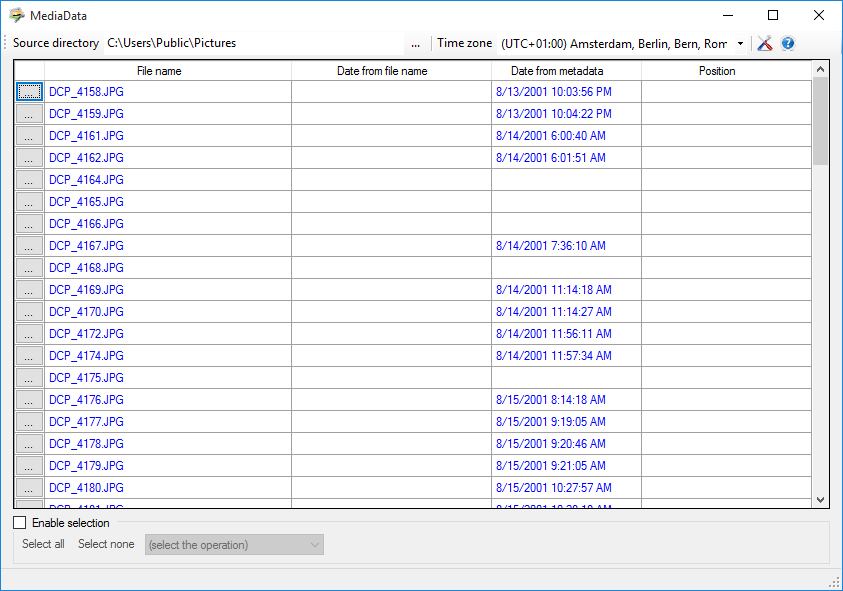 MediaData
Source directory C:\Users\Public\Pictures ... Time zone (UTC+01:00) Amsterdam, Berlin, Bern, Rom
File name Date from file name Date from metadata Position
... DCP_4158.JPG 8/13/2001 10:03:56 PM
... DCP_4159.JPG 8/13/2001 10:04:22 PM
... DCP_4161.JPG 8/14/2001 6:00:40 AM
... DCP_4162.JPG 8/14/2001 6:01:51 AM
... DCP_4164.JPG
... DCP_4165.JPG
... DCP_4166.JPG
... DCP_4167.JPG 8/14/2001 7:36:10 AM
... DCP_4168.JPG
... DCP_4169.JPG 8/14/2001 11:14:18 AM
... DCP_4170.JPG 8/14/2001 11:14:27 AM
... DCP_4172.JPG 8/14/2001 11:56:11 AM
... DCP_4174.JPG 8/14/2001 11:57:34 AM
... DCP_4175.JPG
... DCP_4176.JPG 8/15/2001 8:14:18 AM
... DCP_4177.JPG 8/15/2001 9:19:05 AM
... DCP_4178.JPG 8/15/2001 9:20:46 AM
... DCP_4179.JPG 8/15/2001 9:21:05 AM
... DCP_4180.JPG 8/15/2001 10:27:57 AM
Enable selection
Select all Select none (select the operation)